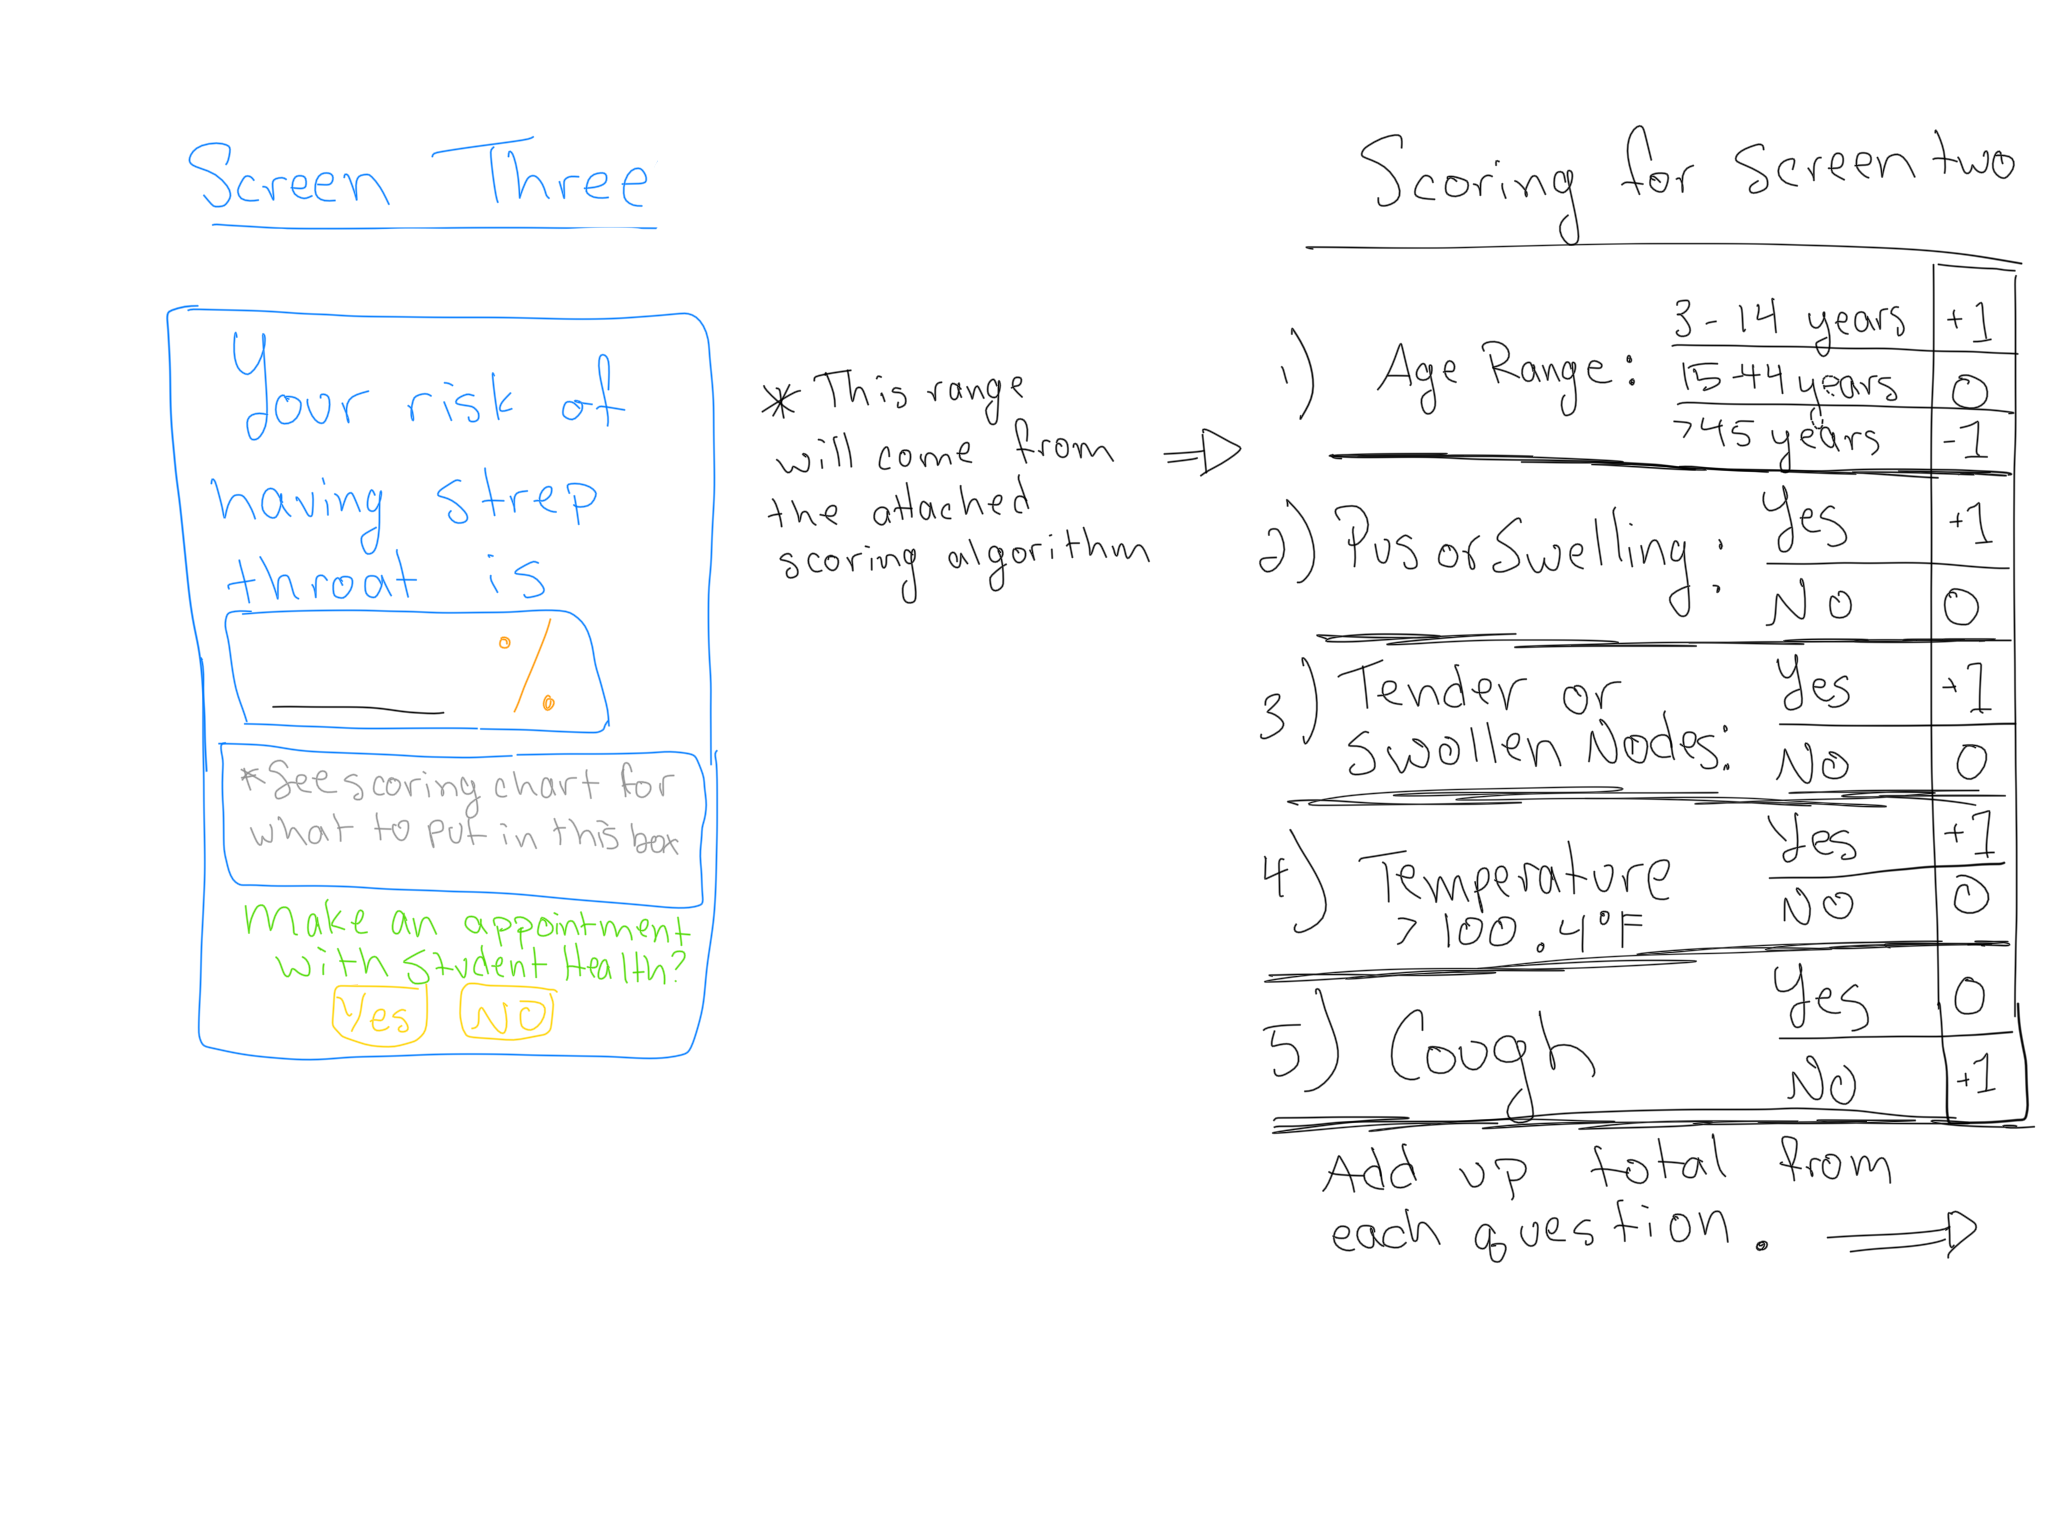 Screen Three
Your risk of
having strep
throat is
%
*See scoring chart for
what to put in this box
Make an appointment
with Student Health?
Yes NO
* This range
will come from
the attached
scoring algorithm
Scoring for screen two
1) Age Range:
3-14 years +1
15-44 years 0
>45 years -1
2) Pus or Swelling:
Yes +1
NO 0
3) Tender or
swollen Nodes:
Yes +1
NO 0
4) Temperature
> 100.4°F
Yes +1
NO 0
5) Cough
Yes 0
NO +1
Add up total from
each question.